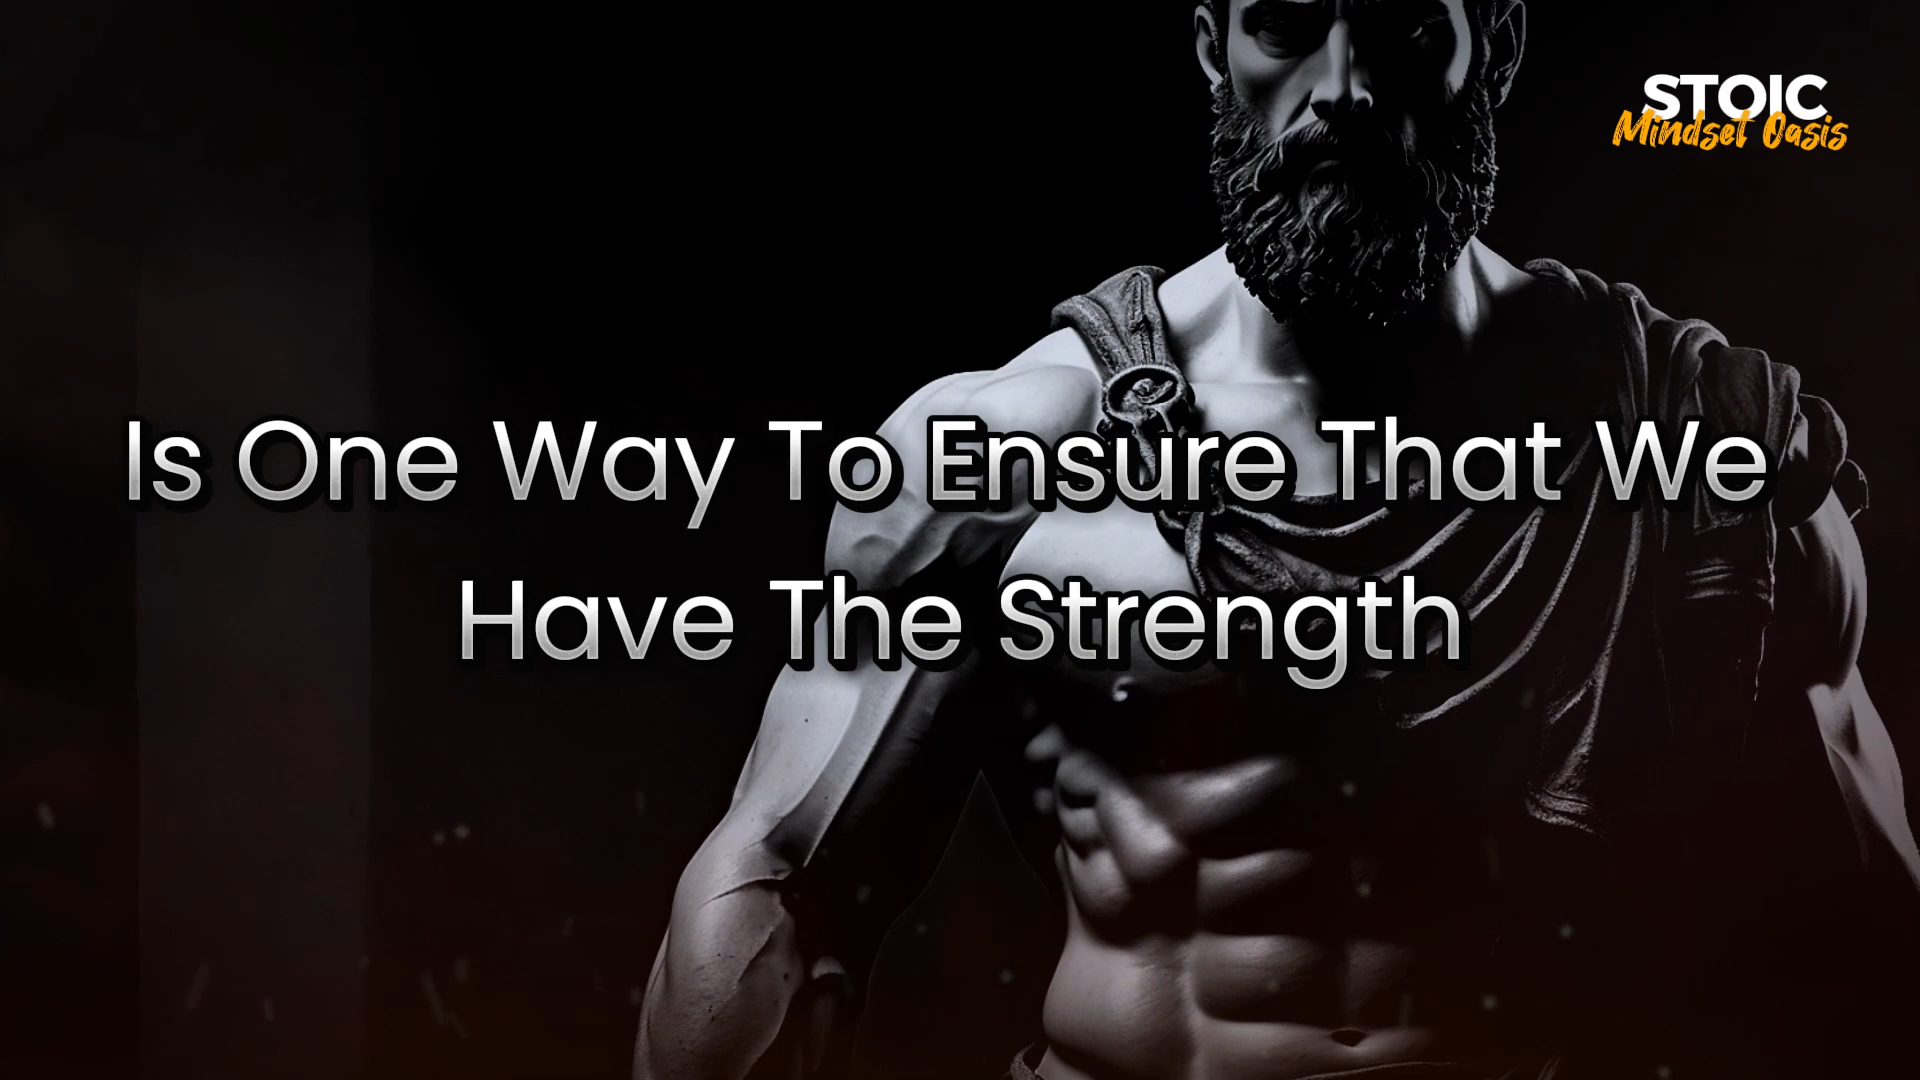 STOIC
Mindset Oasis
Is One Way To Ensure That We
Have The Strength